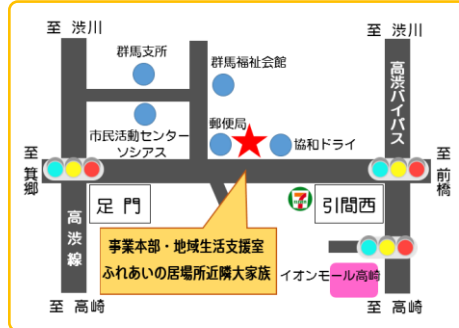 至 渋川
至 渋川
群馬支所
群馬福祉会館
高渋バイパス
市民活動センター
ソシアス
郵便局
協和ドライ
至 箕郷
至 前橋
足門
引間西
高渋線
事業本部・地域生活支援室
ふれあいの居場所近隣大家族
イオンモール高崎
至 高崎
至 高崎